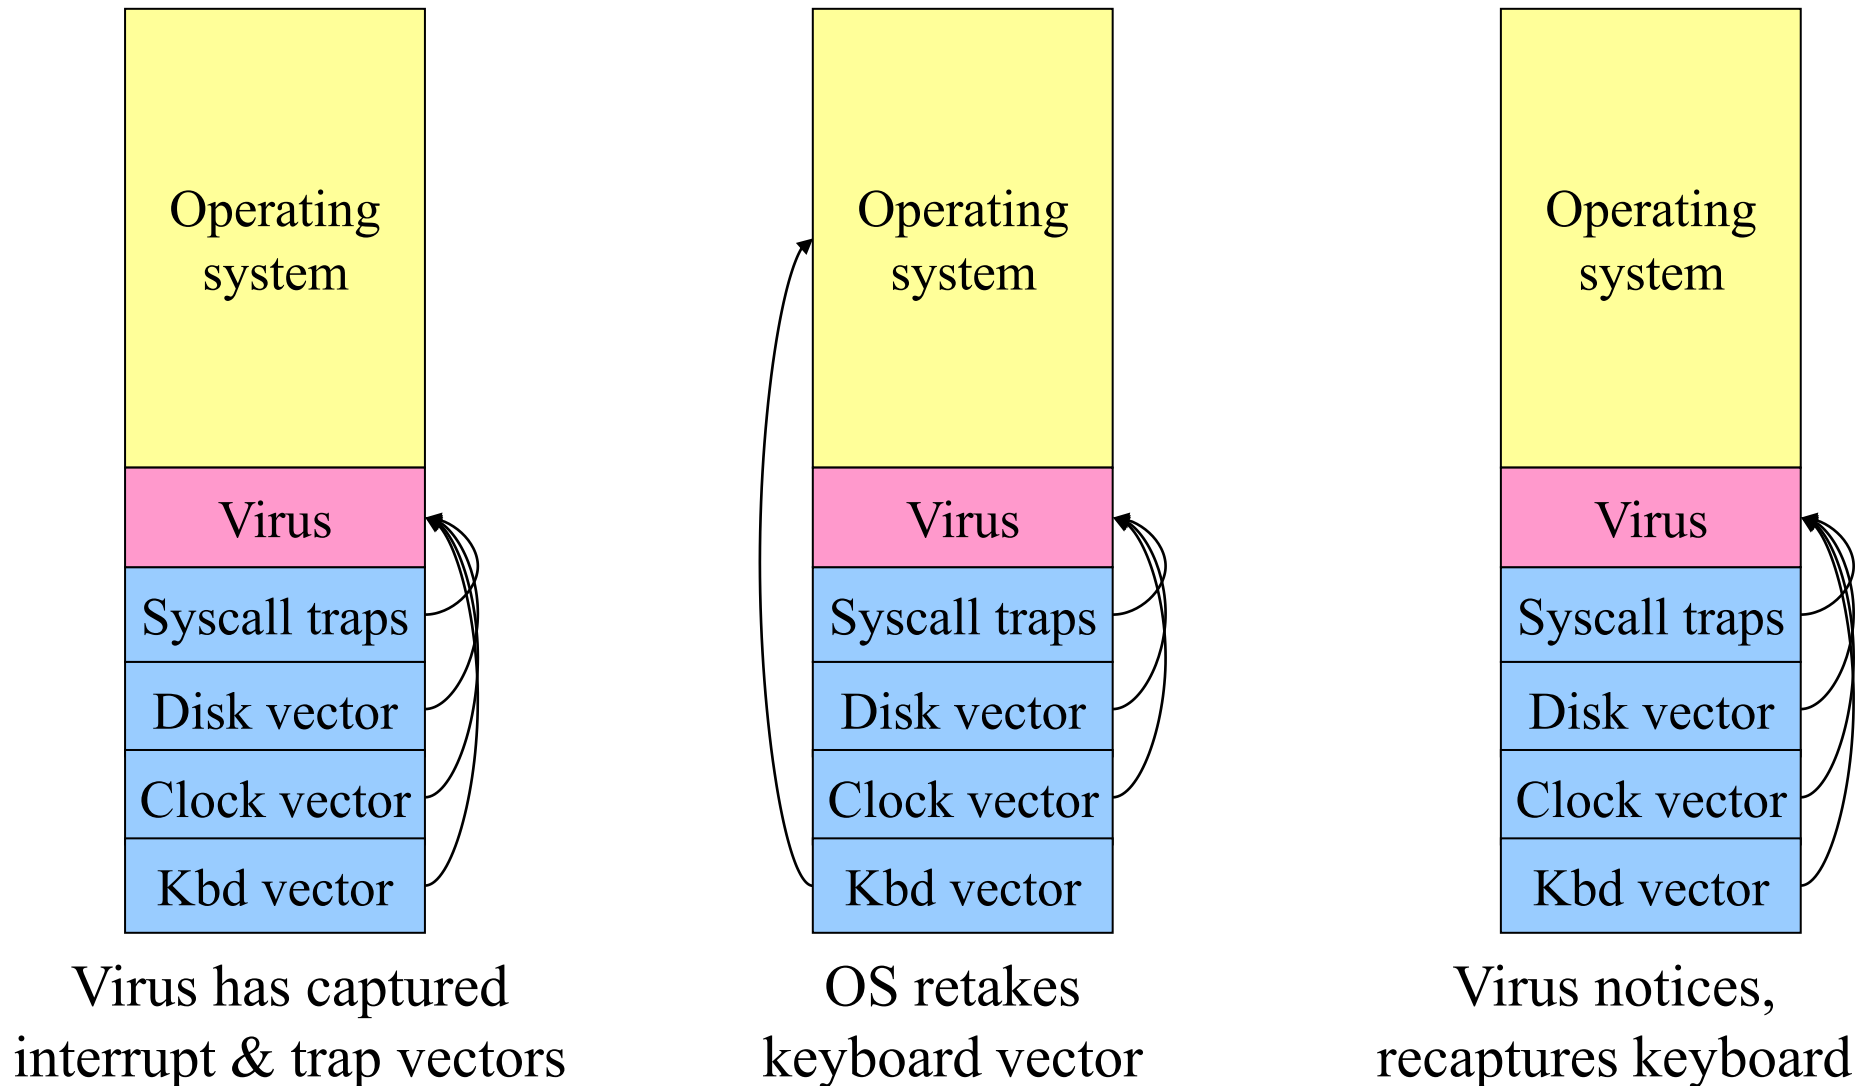 Operating
system
Virus
Syscall traps
Disk vector
Clock vector
Kbd vector
Virus has captured
interrupt & trap vectors
Operating
system
Virus
Syscall traps
Disk vector
Clock vector
Kbd vector
OS retakes
keyboard vector
Operating
system
Virus
Syscall traps
Disk vector
Clock vector
Kbd vector
Virus notices,
recaptures keyboard